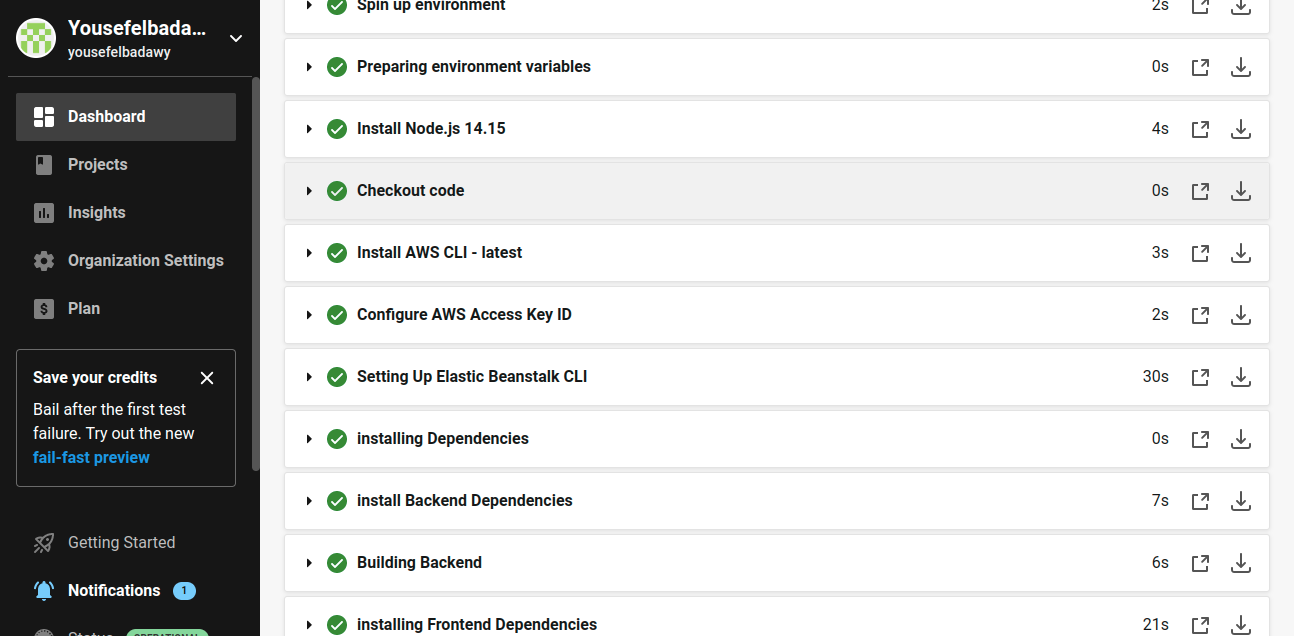 Yousefelbada...
yousefelbadawy
Dashboard
Projects
Insights
Organization Settings
Plan
Save your credits
Bail after the first test
failure. Try out the new
fail-fast preview
Getting Started
Notifications 1
Status OPERATIONAL
Spin up environment 2s
Preparing environment variables 0s
Install Node.js 14.15 4s
Checkout code 0s
Install AWS CLI - latest 3s
Configure AWS Access Key ID 2s
Setting Up Elastic Beanstalk CLI 30s
installing Dependencies 0s
install Backend Dependencies 7s
Building Backend 6s
installing Frontend Dependencies 21s